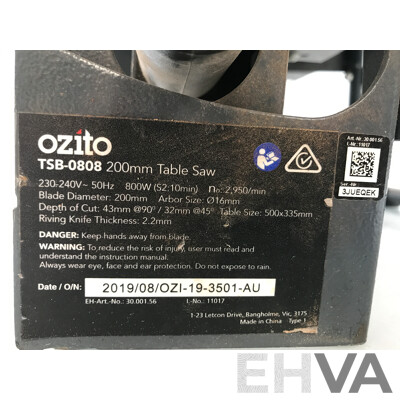 ozito
TSB-0808 200mm Table Saw
230-240V~ 50Hz 800W (S2:10min) n₀:2,950/min
Blade Diameter: 200mm Arbor Size: Ø16mm
Depth of Cut: 43mm @90° / 32mm @45° Table Size: 500x335mm
Riving Knife Thickness: 2.2mm
DANGER: Keep hands away from blade.
WARNING: To reduce the risk of injury, user must read and
understand the instruction manual.
Always wear eye, face and ear protection. Do not expose to rain.
Date / O/N: 2019/08/OZI-19-3501-AU
EH-Art.-No.: 30.001.56 I.-No.: 11017
1-23 Letcon Drive, Bangholme, Vic, 3175
Made in China Type 1
Art.-Nr.: 30.001.56
I.-Nr.: 11017
Ser.-Nr.:
3JUEQEK
EHVA